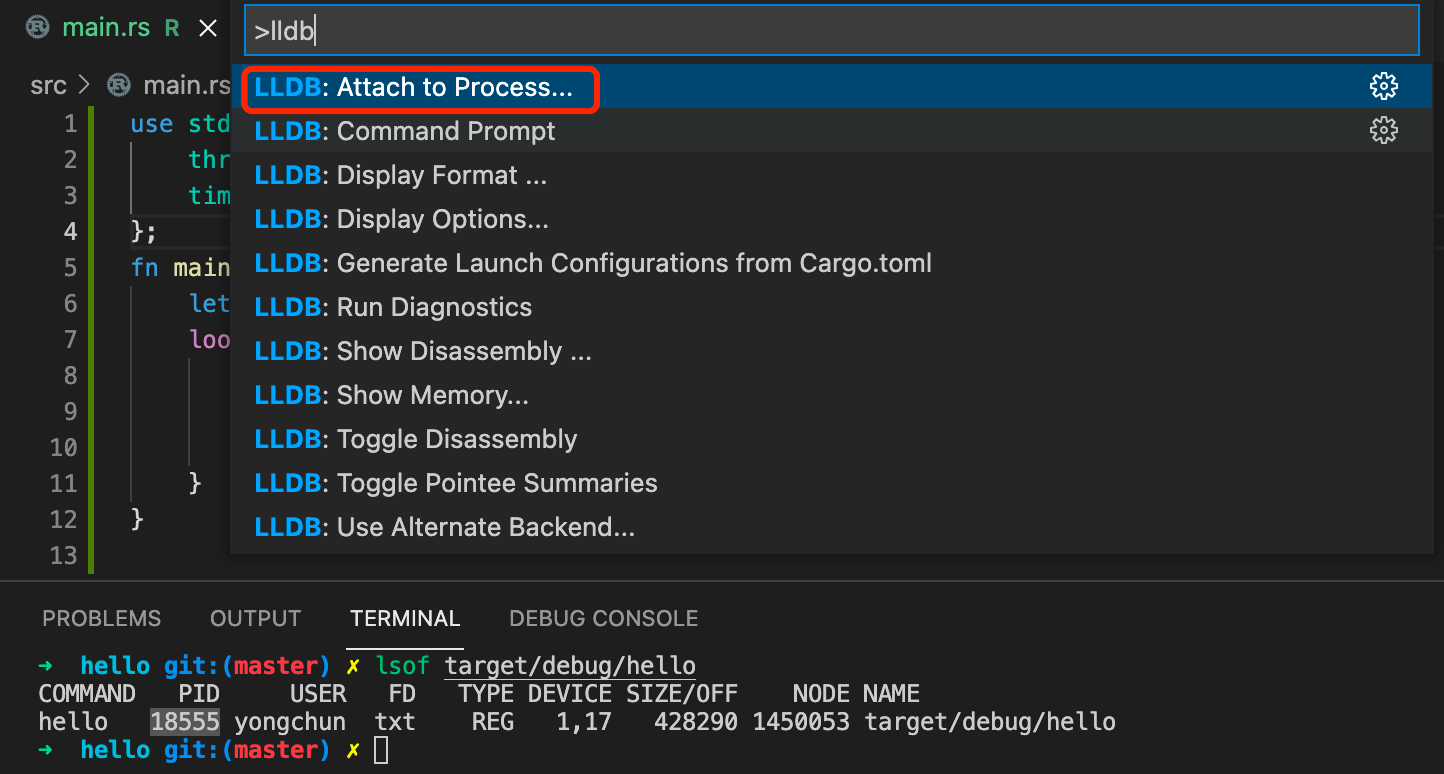 main.rs R
>lldb
src > main.rs
LLDB: Attach to Process...
LLDB: Command Prompt
LLDB: Display Format ...
LLDB: Display Options...
LLDB: Generate Launch Configurations from Cargo.toml
LLDB: Run Diagnostics
LLDB: Show Disassembly ...
LLDB: Show Memory...
LLDB: Toggle Disassembly
LLDB: Toggle Pointee Summaries
LLDB: Use Alternate Backend...
1 use std
2 thr
3 tim
4 };
5 fn main
6 let
7 loo
8
9
10
11 }
12 }
13
PROBLEMS OUTPUT TERMINAL DEBUG CONSOLE
➜ hello git:(master) ✗ lsof target/debug/hello
COMMAND PID USER FD TYPE DEVICE SIZE/OFF NODE NAME
hello 18555 yongchun txt REG 1,17 428290 1450053 target/debug/hello
➜ hello git:(master) ✗